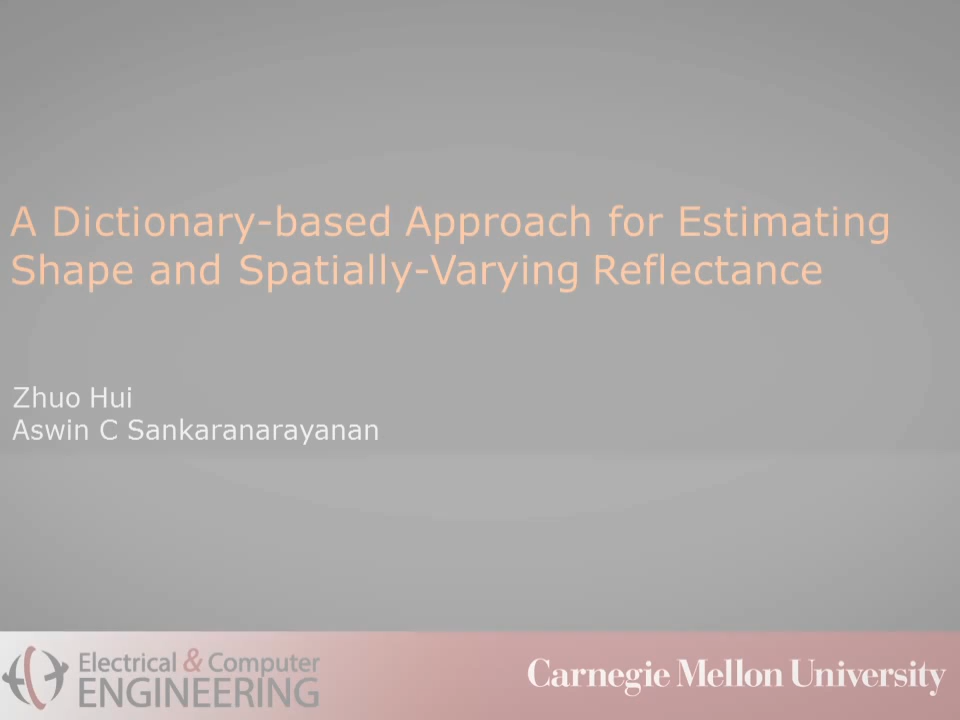 A Dictionary-based Approach for Estimating
Shape and Spatially-Varying Reflectance
Zhuo Hui
Aswin C Sankaranarayanan
Electrical & Computer
ENGINEERING
Carnegie Mellon University